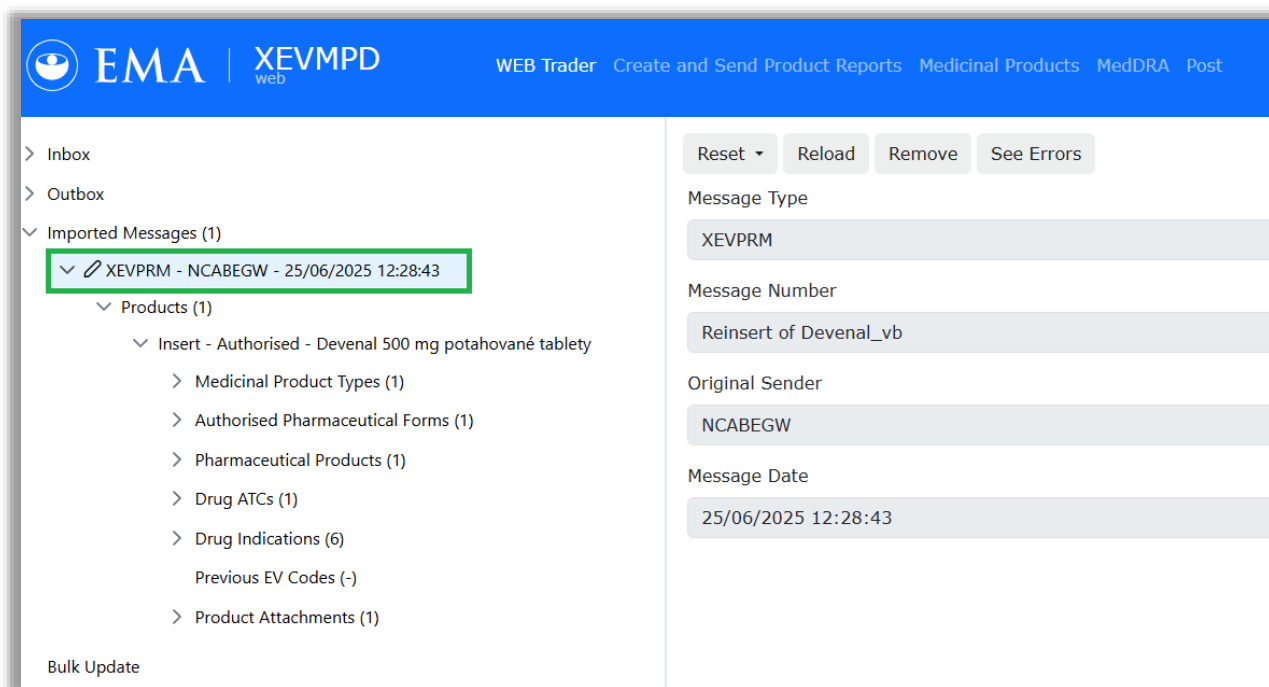 EMA | XEVMPD
web
WEB Trader Create and Send Product Reports Medicinal Products MedDRA Post
Inbox
Outbox
Imported Messages (1)
XEVPRM - NCABEGW - 25/06/2025 12:28:43
Products (1)
Insert - Authorised - Devenal 500 mg potahované tablety
Medicinal Product Types (1)
Authorised Pharmaceutical Forms (1)
Pharmaceutical Products (1)
Drug ATCs (1)
Drug Indications (6)
Previous EV Codes (-)
Product Attachments (1)
Bulk Update
Reset Reload Remove See Errors
Message Type
XEVPRM
Message Number
Reinsert of Devenal_vb
Original Sender
NCABEGW
Message Date
25/06/2025 12:28:43